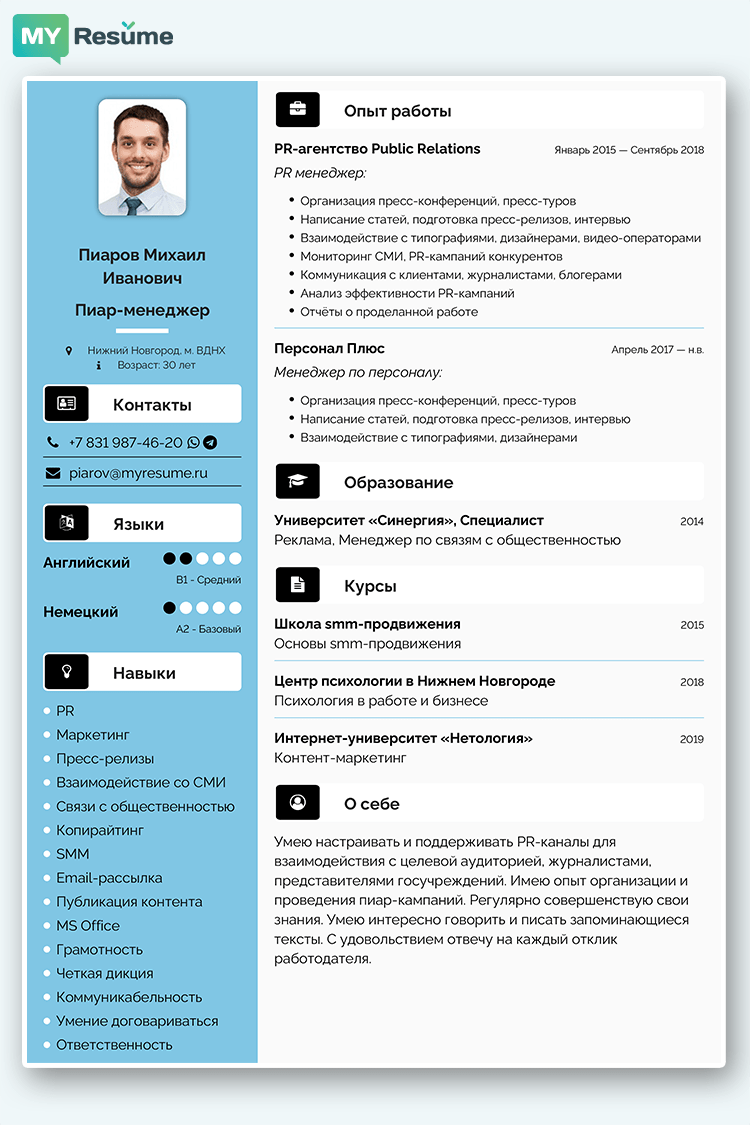 MY Resume
Пиаров Михаил
Иванович
Пиар-менеджер
Нижний Новгород, м. ВДНХ
Возраст: 30 лет
Контакты
+7 831 987-46-20
piarov@myresume.ru
Языки
Английский
B1 - Средний
Немецкий
A2 - Базовый
Навыки
PR
Маркетинг
Пресс-релизы
Взаимодействие со СМИ
Связи с общественностью
Копирайтинг
SMM
Email-рассылка
Публикация контента
MS Office
Грамотность
Четкая дикция
Коммуникабельность
Умение договариваться
Ответственность
Опыт работы
PR-агентство Public Relations Январь 2015 — Сентябрь 2018
PR менеджер:
Организация пресс-конференций, пресс-туров
Написание статей, подготовка пресс-релизов, интервью
Взаимодействие с типографиями, дизайнерами, видео-операторами
Мониторинг СМИ, PR-кампаний конкурентов
Коммуникация с клиентами, журналистами, блогерами
Анализ эффективности PR-кампаний
Отчёты о проделанной работе
Персонал Плюс Апрель 2017 — н.в.
Менеджер по персоналу:
Организация пресс-конференций, пресс-туров
Написание статей, подготовка пресс-релизов, интервью
Взаимодействие с типографиями, дизайнерами
Образование
Университет «Синергия», Специалист 2014
Реклама, Менеджер по связям с общественностью
Курсы
Школа smm-продвижения 2015
Основы smm-продвижения
Центр психологии в Нижнем Новгороде 2018
Психология в работе и бизнесе
Интернет-университет «Нетология» 2019
Контент-маркетинг
О себе
Умею настраивать и поддерживать PR-каналы для
взаимодействия с целевой аудиторией, журналистами,
представителями госучреждений. Имею опыт организации и
проведения пиар-кампаний. Регулярно совершенствую свои
знания. Умею интересно говорить и писать запоминающиеся
тексты. С удовольствием отвечу на каждый отклик
работодателя.